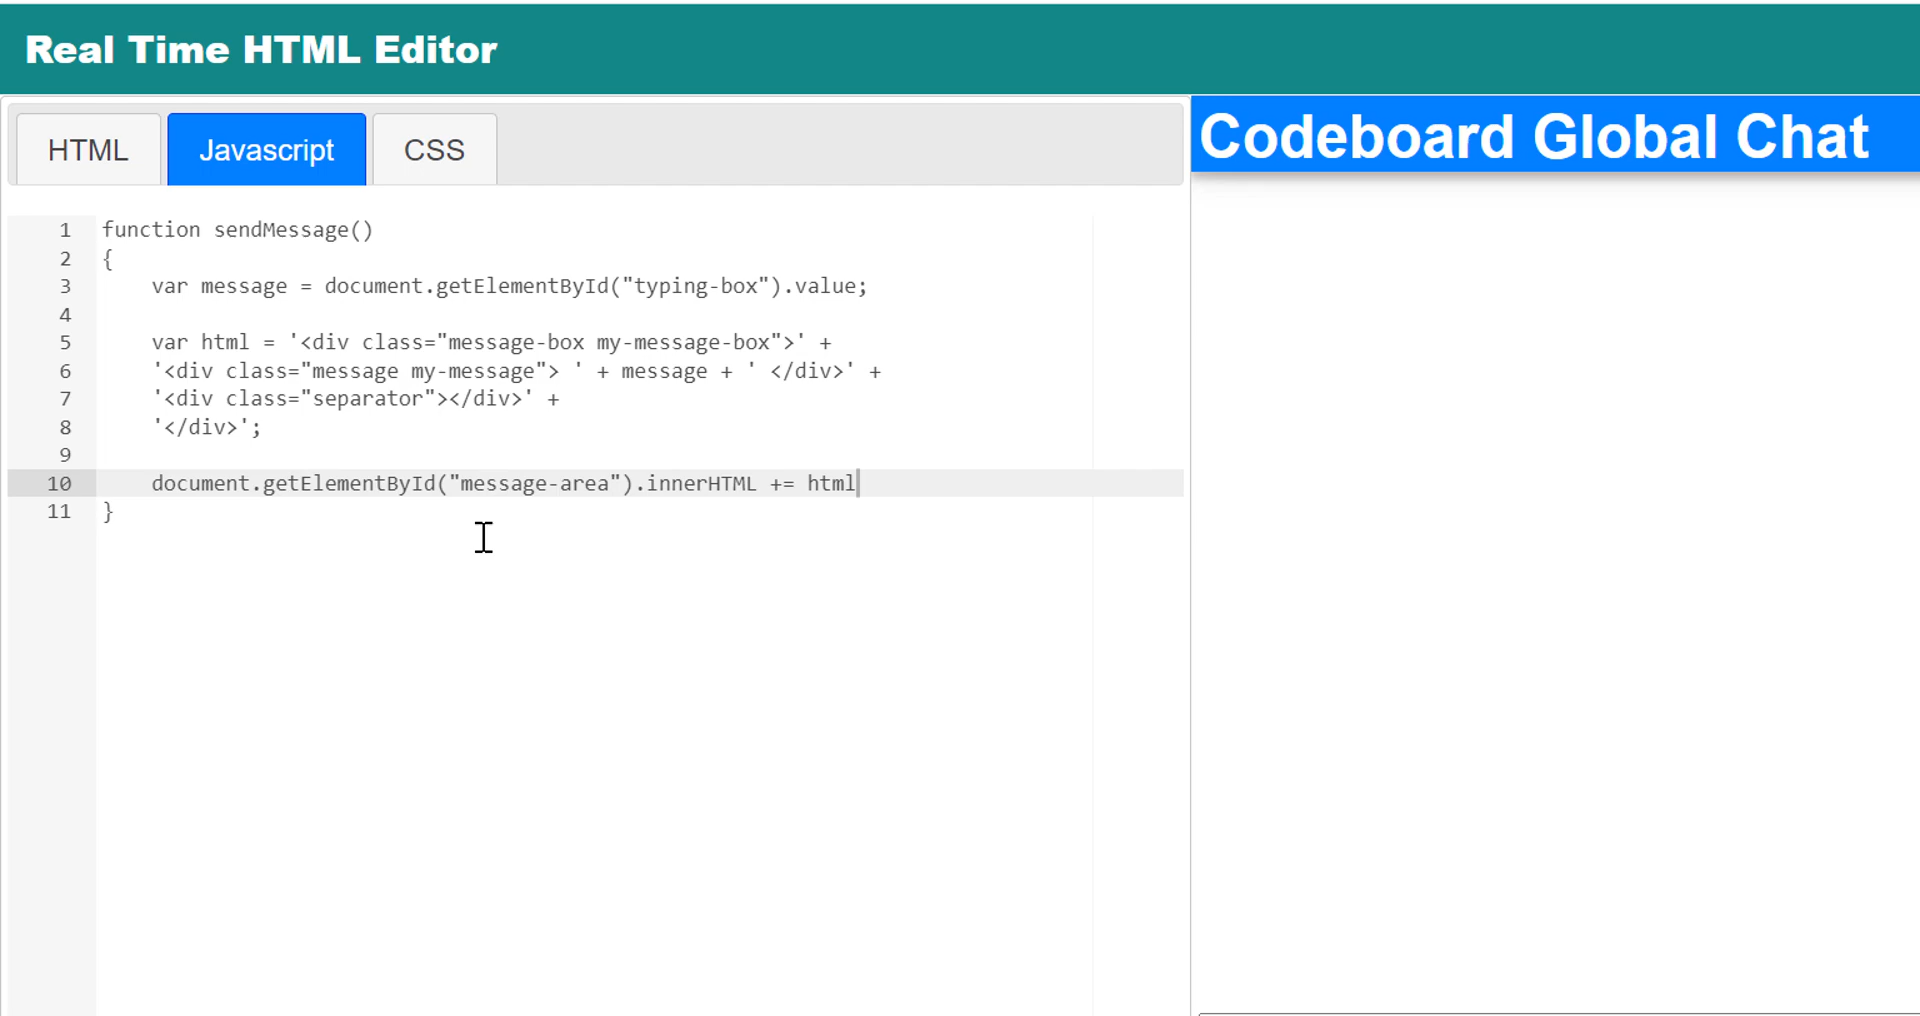 Real Time HTML Editor
HTML Javascript CSS
Codeboard Global Chat
1 function sendMessage()
2 {
3     var message = document.getElementById("typing-box").value;
4
5     var html = '<div class="message-box my-message-box">' +
6     '<div class="message my-message"> ' + message + ' </div>' +
7     '<div class="separator"></div>' +
8     '</div>';
9
10     document.getElementById("message-area").innerHTML += html
11 }